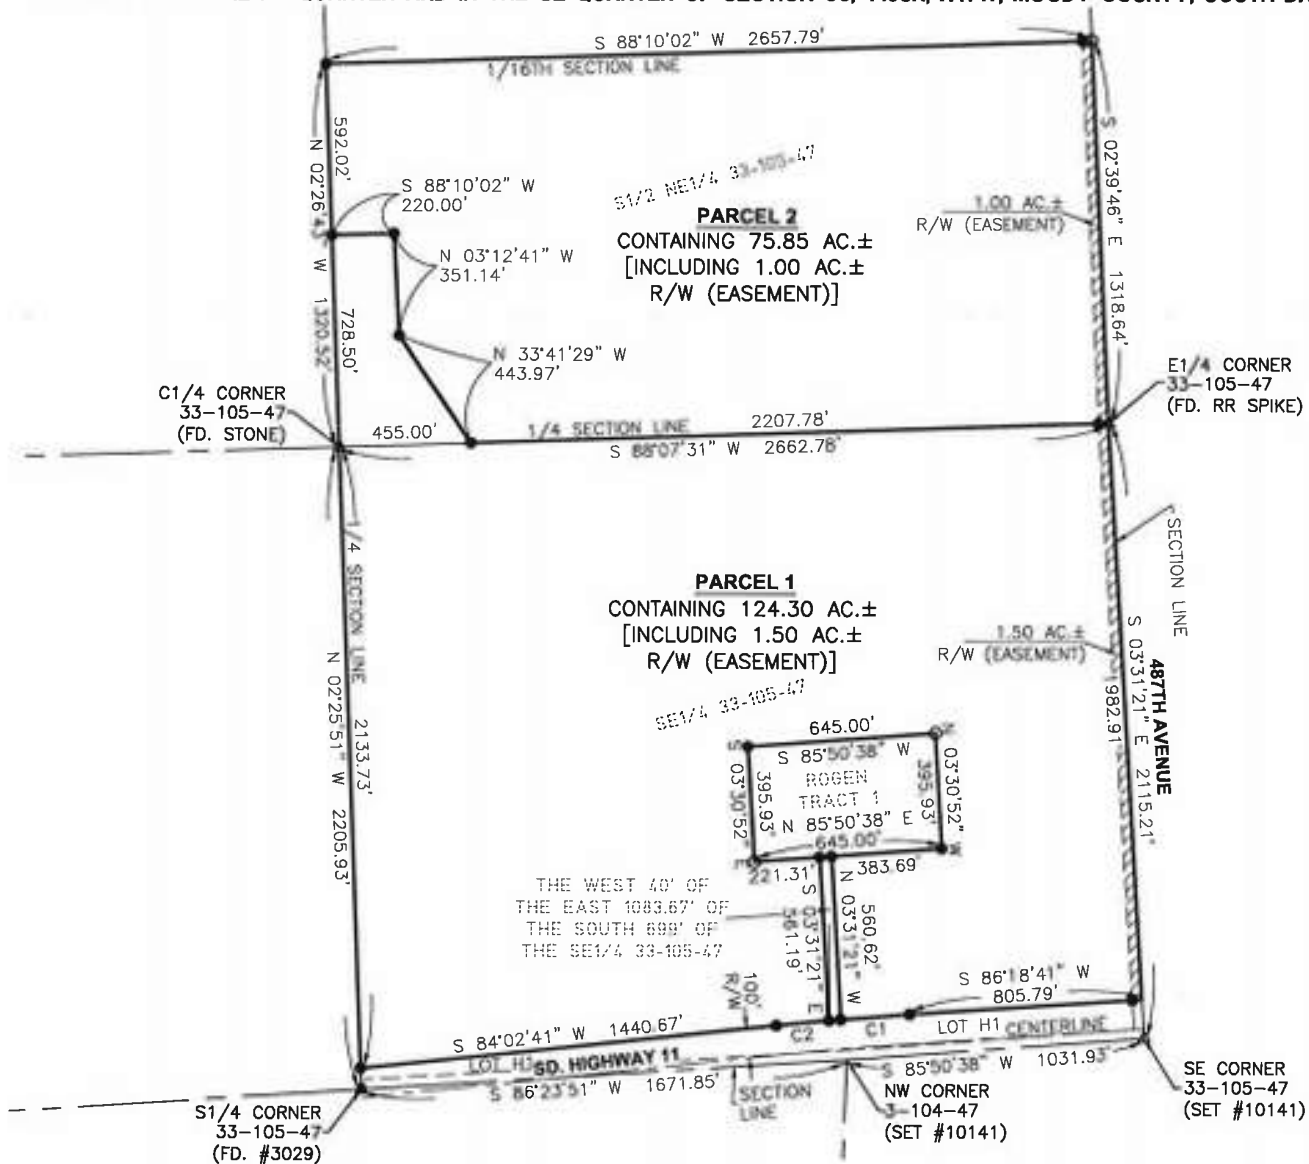 S 88°10'02" W 2657.79'
1/16TH SECTION LINE
592.02'
N 02°26'43" W 1320.52'
S 88°10'02" W
220.00'
N 03°12'41" W
351.14'
728.50'
N 33°41'29" W
443.97'
S1/2 NE1/4 33-105-47
PARCEL 2
CONTAINING 75.85 AC.±
[INCLUDING 1.00 AC.±
R/W (EASEMENT)]
1.00 AC.±
R/W (EASEMENT)
S 02°39'46" E 1318.64'
C1/4 CORNER
33-105-47
(FD. STONE)
E1/4 CORNER
33-105-47
(FD. RR SPIKE)
455.00'
1/4 SECTION LINE
2207.78'
S 88°07'31" W 2662.78'
1/4 SECTION LINE
2133.73'
N 02°25'51" W 2205.93'
PARCEL 1
CONTAINING 124.30 AC.±
[INCLUDING 1.50 AC.±
R/W (EASEMENT)]
SE1/4 33-105-47
1.50 AC.±
R/W (EASEMENT)
SECTION LINE
487TH AVENUE
S 03°31'21" E 2115.21'
645.00'
S 85°50'38" W
S 03°30'52" E
395.93'
ROGEN
TRACT 1
395.93'
N 03°30'52" W
N 85°50'38" E
645.00'
221.31'
383.69'
THE WEST 40' OF
THE EAST 1083.67' OF
THE SOUTH 699' OF
THE SE1/4 33-105-47
S 03°31'21" E
561.19'
N 03°31'21" W
560.62'
100'
R/W
S 86°18'41" W
805.79'
S 84°02'41" W 1440.67'
C2
C1
LOT H1
CENTERLINE
LOT H1
SD. HIGHWAY 11
S 86°23'51" W 1671.85'
SECTION
LINE
S 85°50'38" W 1031.93'
S1/4 CORNER
33-105-47
(FD. #3029)
NW CORNER
3-104-47
(SET #10141)
SE CORNER
33-105-47
(SET #10141)